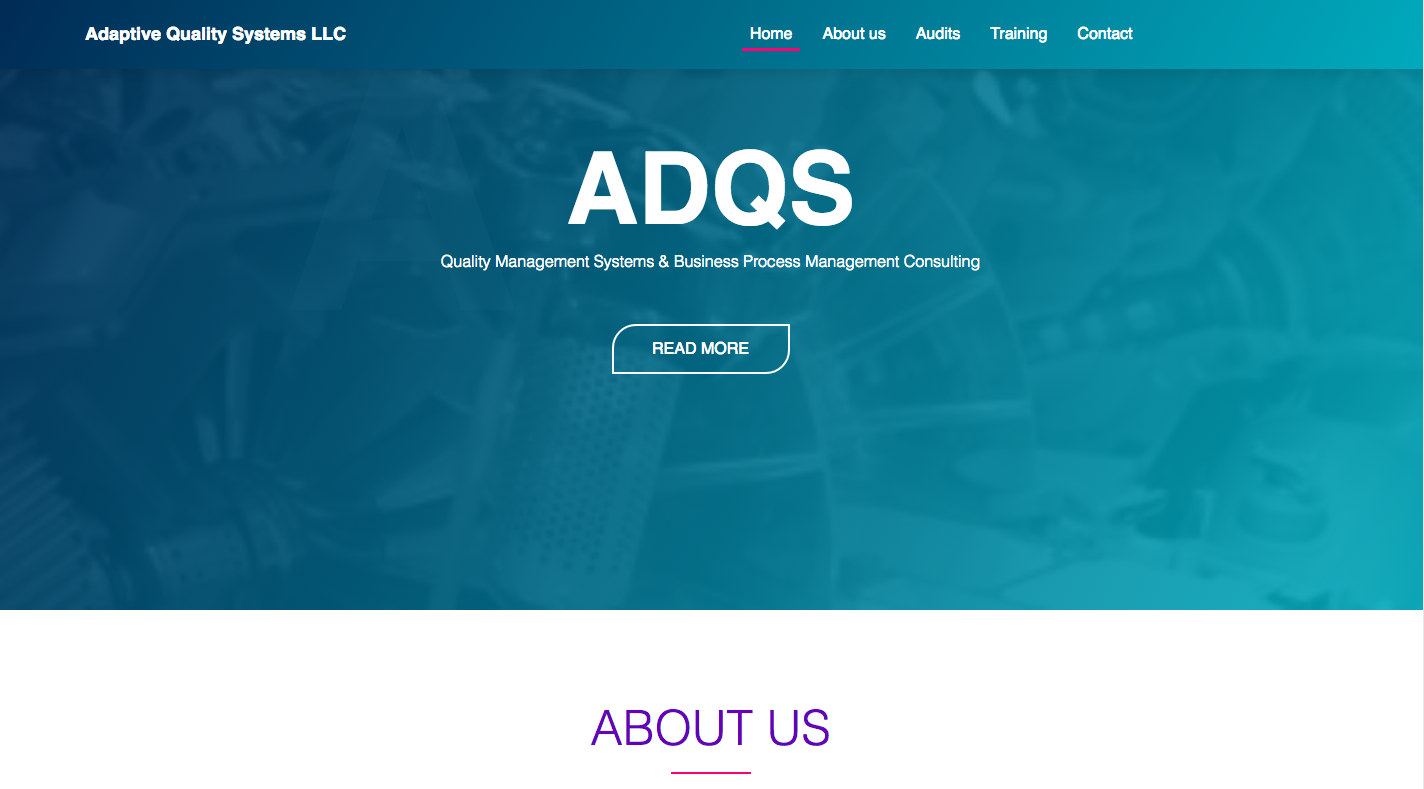 Adaptive Quality Systems LLC
Home About us Audits Training Contact
ADQS
Quality Management Systems & Business Process Management Consulting
READ MORE
ABOUT US